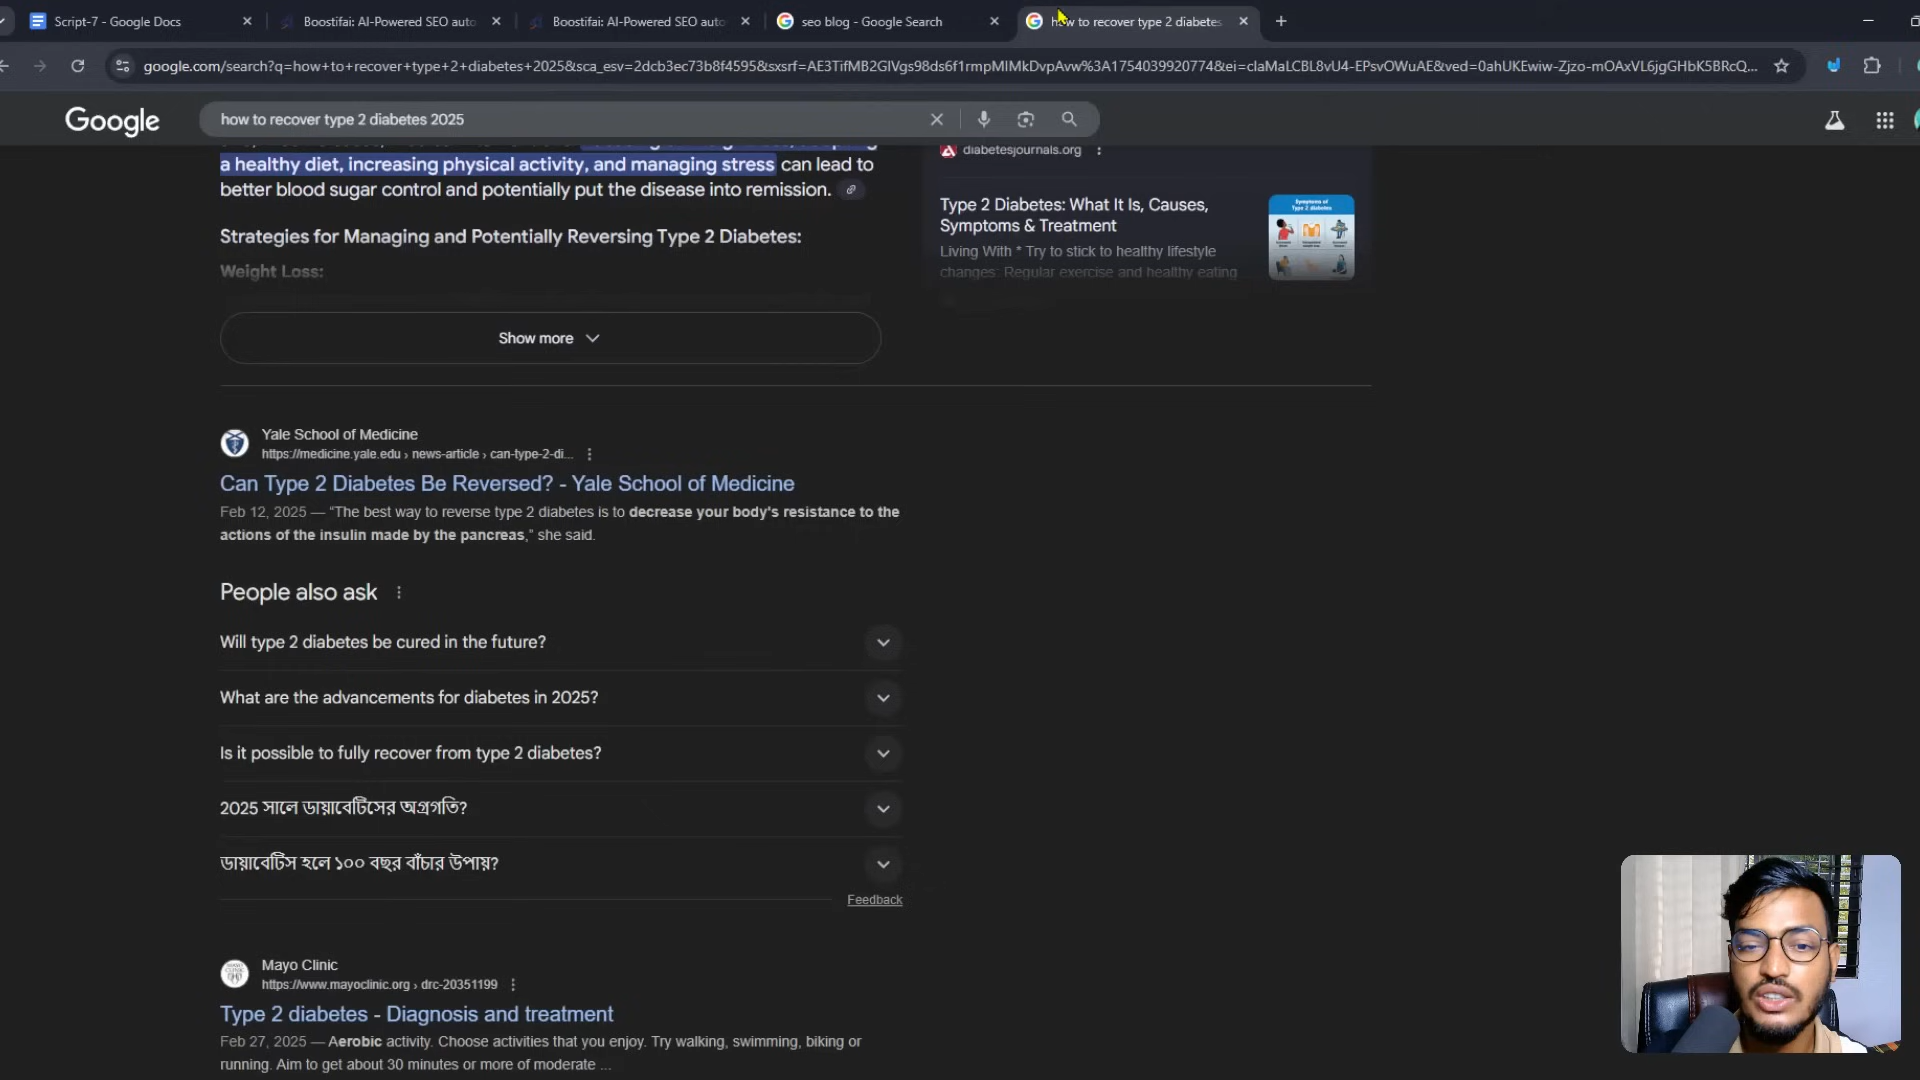 Script-7 - Google Docs
Boostifai: AI-Powered SEO auto
Boostifai: AI-Powered SEO auto
seo blog - Google Search
how to recover type 2 diabetes
google.com/search?q=how+to+recover+type+2+diabetes+2025&sca_esv=2dcb3ec73b8f4595&sxsrf=AE3TifMB2GlVgs98ds6f1rmpMIMkDvpAvw%3A1754039920774&ei=claMaLCBL8vU4-EPsvOWuAE&ved=0ahUKEwiw-Zjzo-mOAxVL6jgGHbK5BRcQ...
Google
how to recover type 2 diabetes 2025
a healthy diet, increasing physical activity, and managing stress can lead to
better blood sugar control and potentially put the disease into remission.
Strategies for Managing and Potentially Reversing Type 2 Diabetes:
Weight Loss:
Show more
diabetesjournals.org
Type 2 Diabetes: What It Is, Causes,
Symptoms & Treatment
Living With * Try to stick to healthy lifestyle
changes: Regular exercise and healthy eating
Symptoms of
Type 2 diabetes
Yale School of Medicine
https://medicine.yale.edu › news-article › can-type-2-di...
Can Type 2 Diabetes Be Reversed? - Yale School of Medicine
Feb 12, 2025 — “The best way to reverse type 2 diabetes is to decrease your body's resistance to the
actions of the insulin made by the pancreas,” she said.
People also ask
Will type 2 diabetes be cured in the future?
What are the advancements for diabetes in 2025?
Is it possible to fully recover from type 2 diabetes?
2025 সালে ডায়াবেটিসের অগ্রগতি?
ডায়াবেটিস হলে ১০০ বছর বাঁচার উপায়?
Feedback
Mayo Clinic
https://www.mayoclinic.org › drc-20351199
Type 2 diabetes - Diagnosis and treatment
Feb 27, 2025 — Aerobic activity. Choose activities that you enjoy. Try walking, swimming, biking or
running. Aim to get about 30 minutes or more of moderate ...